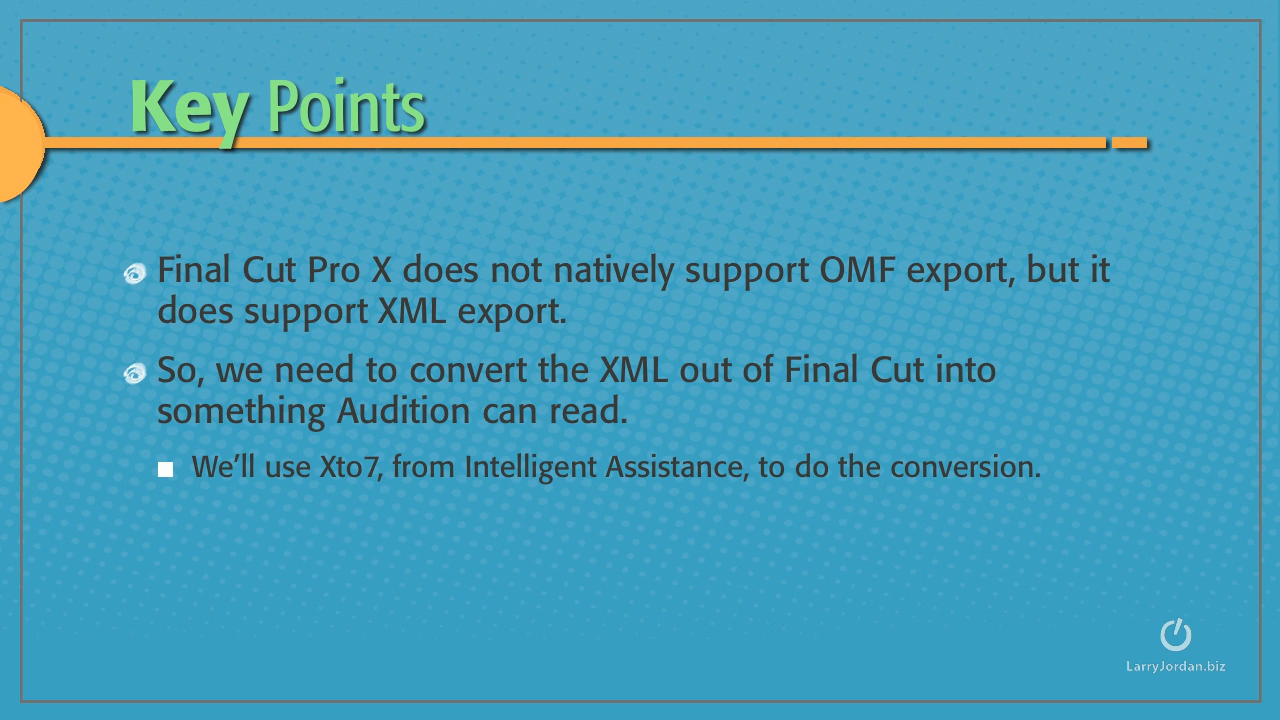 Key Points
Final Cut Pro X does not natively support OMF export, but it
does support XML export.
So, we need to convert the XML out of Final Cut into
something Audition can read.
We’ll use Xto7, from Intelligent Assistance, to do the conversion.
LarryJordan.biz